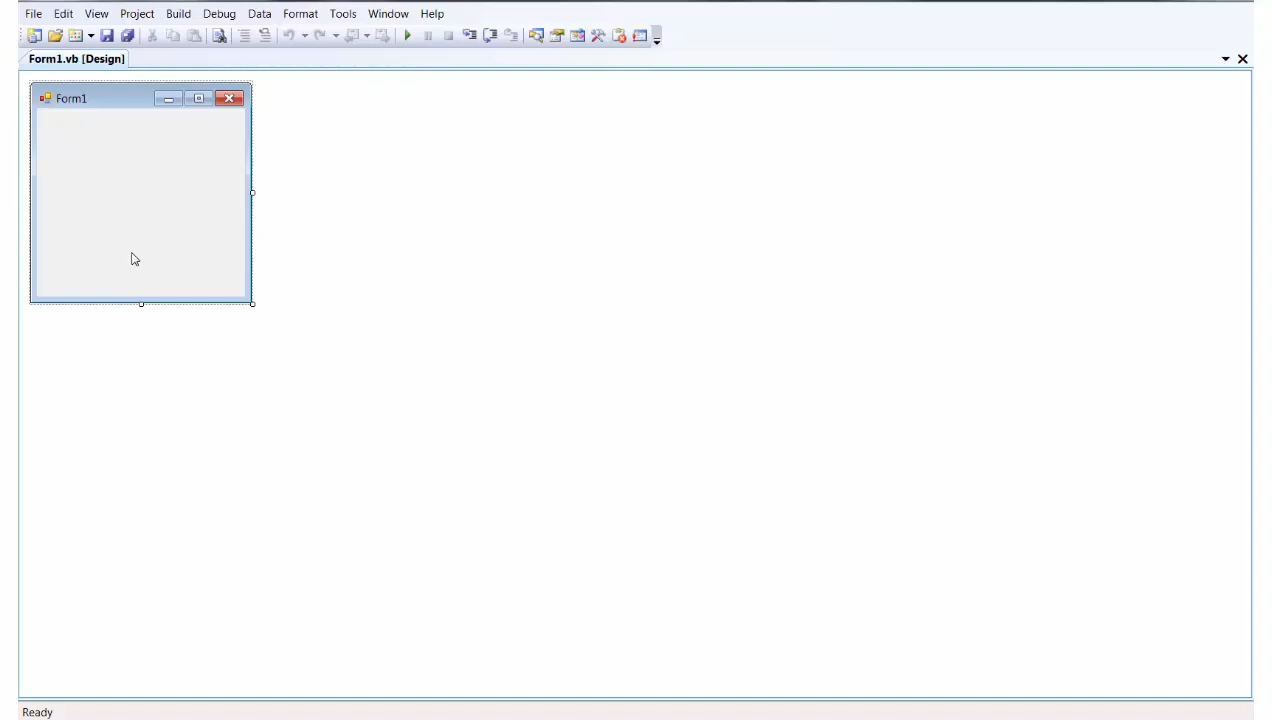 File Edit View Project Build Debug Data Format Tools Window Help
Form1.vb [Design]
Form1
Ready